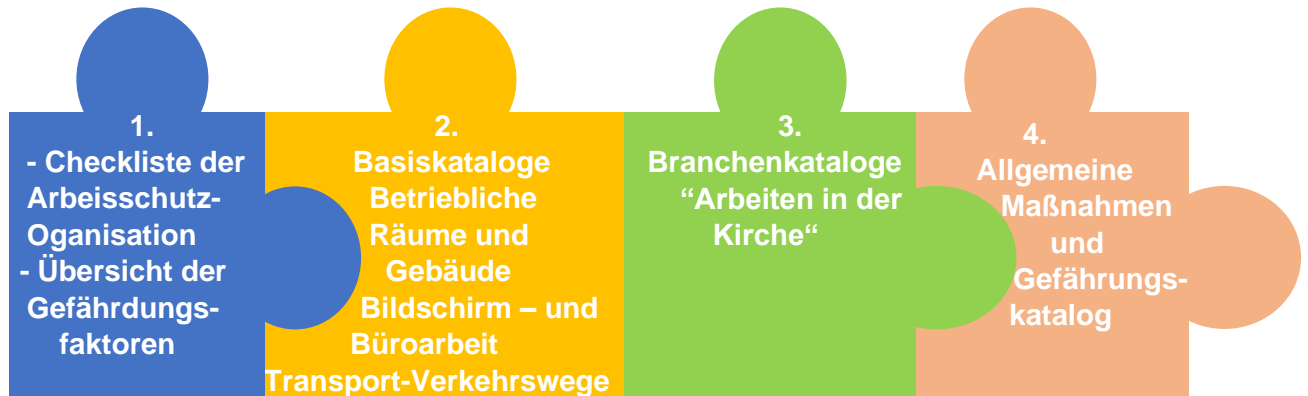 1.
- Checkliste der
Arbeisschutz-
Oganisation
- Übersicht der
Gefährdungs-
faktoren
2.
Basiskataloge
Betriebliche
Räume und
Gebäude
Bildschirm – und
Büroarbeit
Transport-Verkehrswege
3.
Branchenkataloge
“Arbeiten in der
Kirche“
4.
Allgemeine
Maßnahmen
und
Gefährungs-
katalog